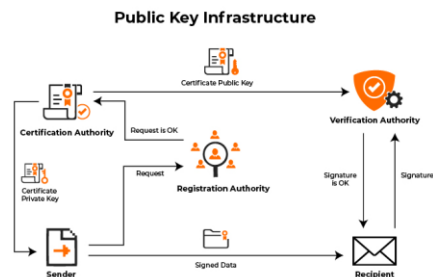 Public Key Infrastructure
Certificate Public Key
Certification Authority
Verification Authority
Request is OK
Request
Registration Authority
Certificate
Private Key
Signature
is OK
Signature
Sender
Signed Data
Recipient